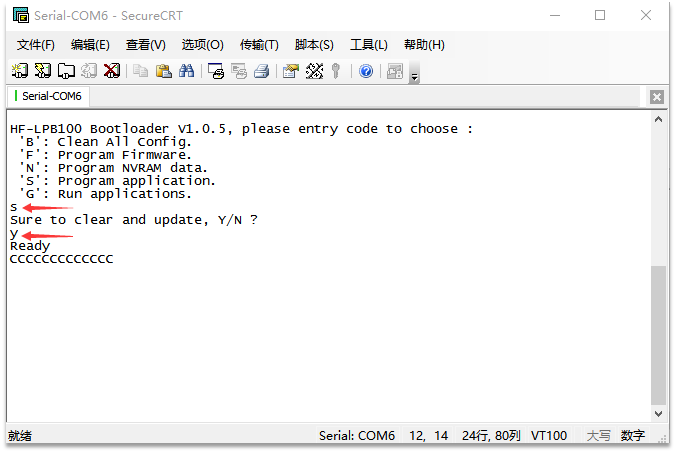 Serial-COM6 - SecureCRT
文件(F) 编辑(E) 查看(V) 选项(O) 传输(T) 脚本(S) 工具(L) 帮助(H)
Serial-COM6
HF-LPB100 Bootloader V1.0.5, please entry code to choose :
'B': Clean All Config.
'F': Program Firmware.
'N': Program NVRAM data.
'S': Program application.
'G': Run applications.
s
Sure to clear and update, Y/N ?
y
Ready
CCCCCCCCCCCCC
就绪 Serial: COM6 12, 14 24行, 80列 VT100 大写 数字